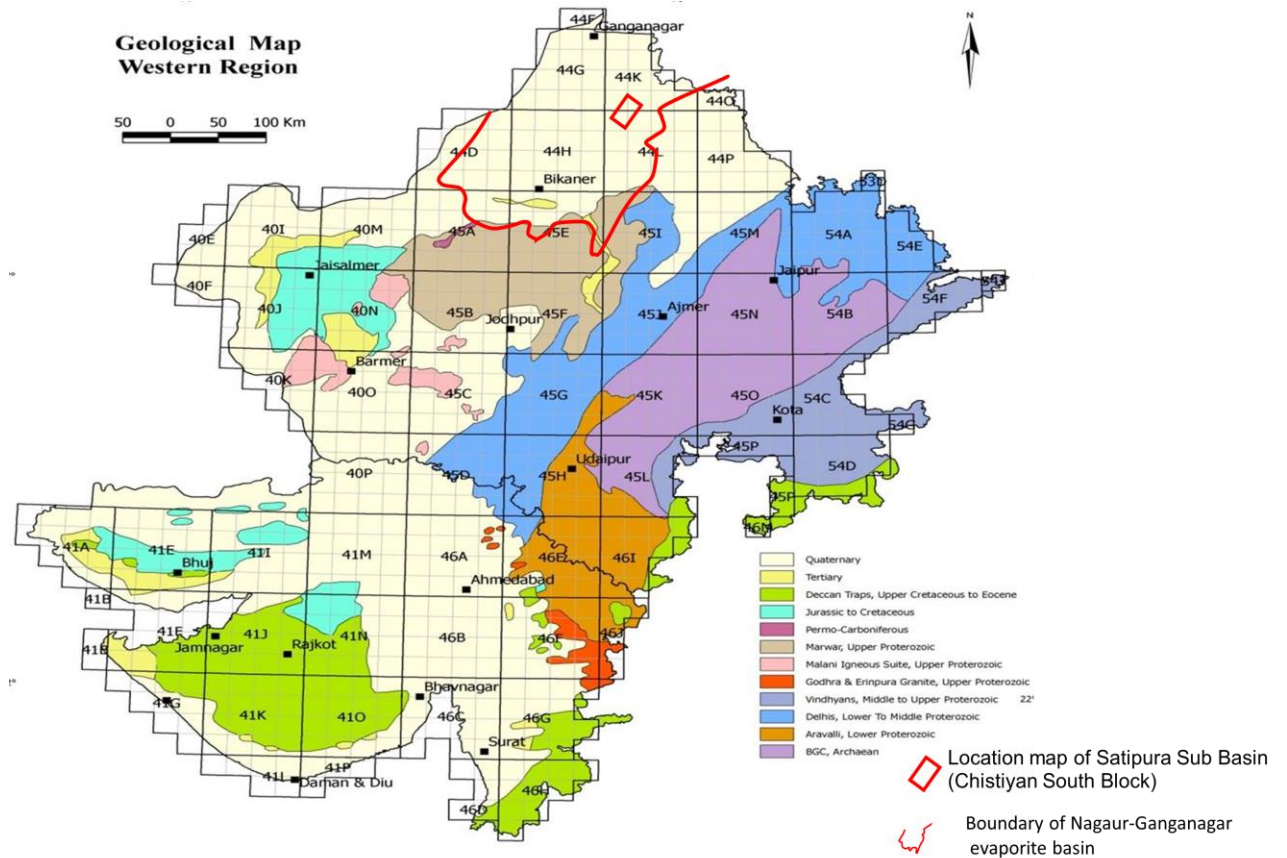 Geological Map
Western Region
N
50 0 50 100 Km
44F
Ganganagar
44G
44K
44O
44D
44H
44L
44P
Bikaner
53D
40E
40I
40M
45A
45E
45I
45M
54A
54E
Jaisalmer
Jaipur
40F
54F
40J
40N
45B
45F
45J
Ajmer
45N
54B
Jodhpur
Barmer
40K
40O
45C
45G
45K
45O
54C
Kota
54G
45P
40P
45D
45H
Udaipur
45L
54D
45P
46M
41A
41E
41I
41M
46A
46E
46I
Bhuj
Ahmedabad
41B
41F
41J
41N
46B
46F
46J
Jamnagar
Rajkot
41B
Bhavnagar
41G
41K
41O
46C
46G
Surat
41L
41P
Daman & Diu
46D
46H
Quaternary
Tertiary
Deccan Traps, Upper Cretaceous to Eocene
Jurassic to Cretaceous
Permo-Carboniferous
Marwar, Upper Proterozoic
Malani Igneous Suite, Upper Proterozoic
Godhra & Erinpura Granite, Upper Proterozoic
Vindhyans, Middle to Upper Proterozoic 22'
Delhis, Lower To Middle Proterozoic
Aravalli, Lower Proterozoic
BGC, Archaean
Location map of Satipura Sub Basin
(Chistiyan South Block)
Boundary of Nagaur-Ganganagar
evaporite basin